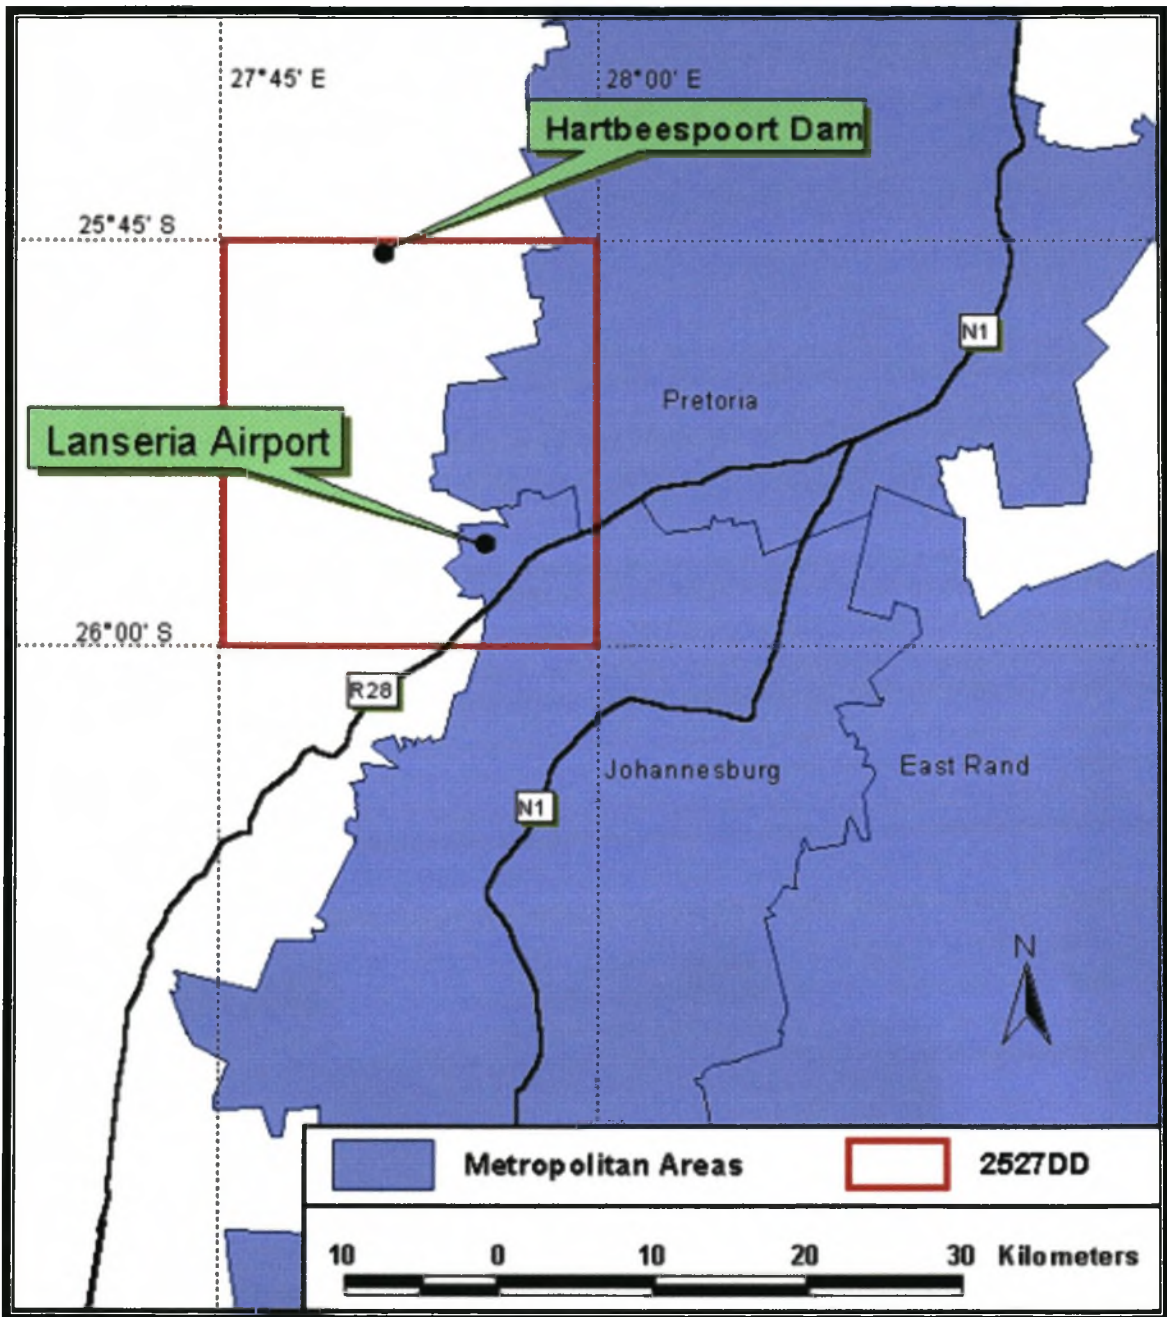 27°45' E
28°00' E
Hartbeespoort Dam
25°45' S
N1
Pretoria
Lanseria Airport
26°00' S
R28
Johannesburg
East Rand
N1
N
Metropolitan Areas
2527DD
10 0 10 20 30 Kilometers